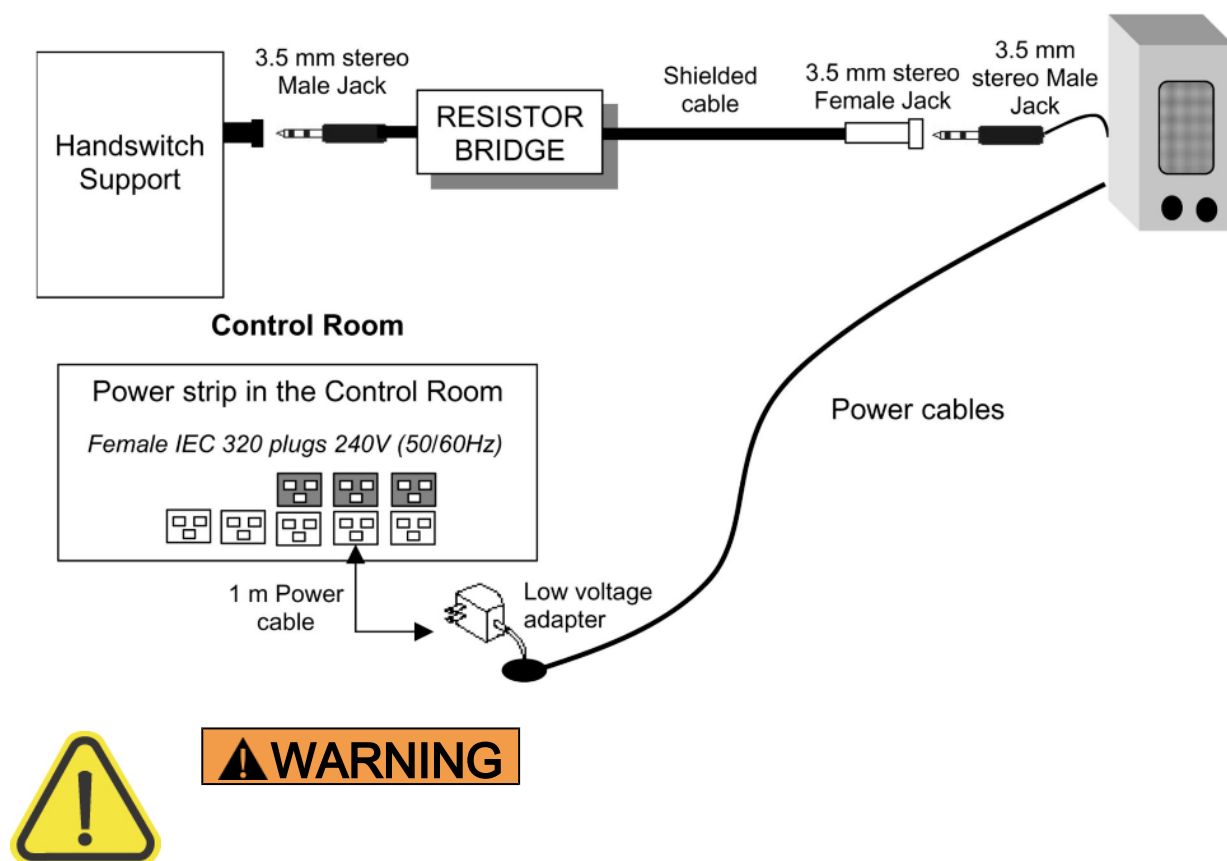 3.5 mm stereo
Male Jack
Shielded
cable
3.5 mm stereo
Female Jack
3.5 mm
stereo Male
Jack
Handswitch
Support
RESISTOR
BRIDGE
Control Room
Power strip in the Control Room
Female IEC 320 plugs 240V (50/60Hz)
Power cables
1 m Power
cable
Low voltage
adapter
WARNING